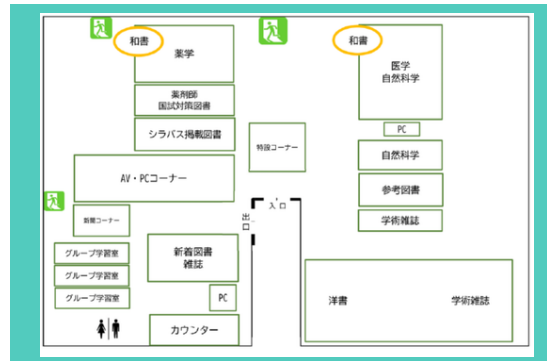 和書
薬学
薬剤師
国試対策図書
シラバス掲載図書
AV・PCコーナー
新聞コーナー
グループ学習室
グループ学習室
グループ学習室
新着図書
雑誌
PC
カウンター
特設コーナー
入口
出口
和書
医学
自然科学
PC
自然科学
参考図書
学術雑誌
洋書
学術雑誌